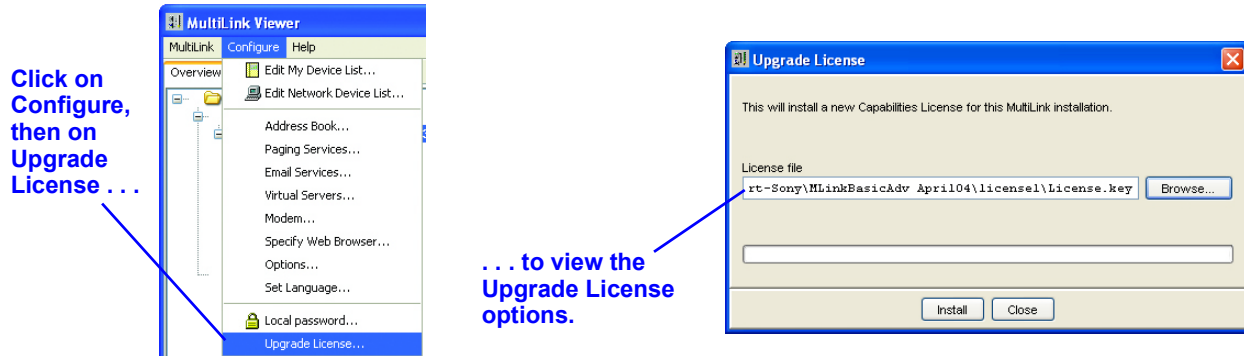 Click on
Configure,
then on
Upgrade
License . . .
MultiLink Viewer
MultiLink Configure Help
Overview
Edit My Device List...
Edit Network Device List...
Address Book...
Paging Services...
Email Services...
Virtual Servers...
Modem...
Specify Web Browser...
Options...
Set Language...
Local password...
Upgrade License...
. . . to view the
Upgrade License
options.
Upgrade License
This will install a new Capabilities License for this MultiLink installation.
License file
rt-Sony\MLinkBasicAdv April04\license1\License.key
Browse...
Install Close